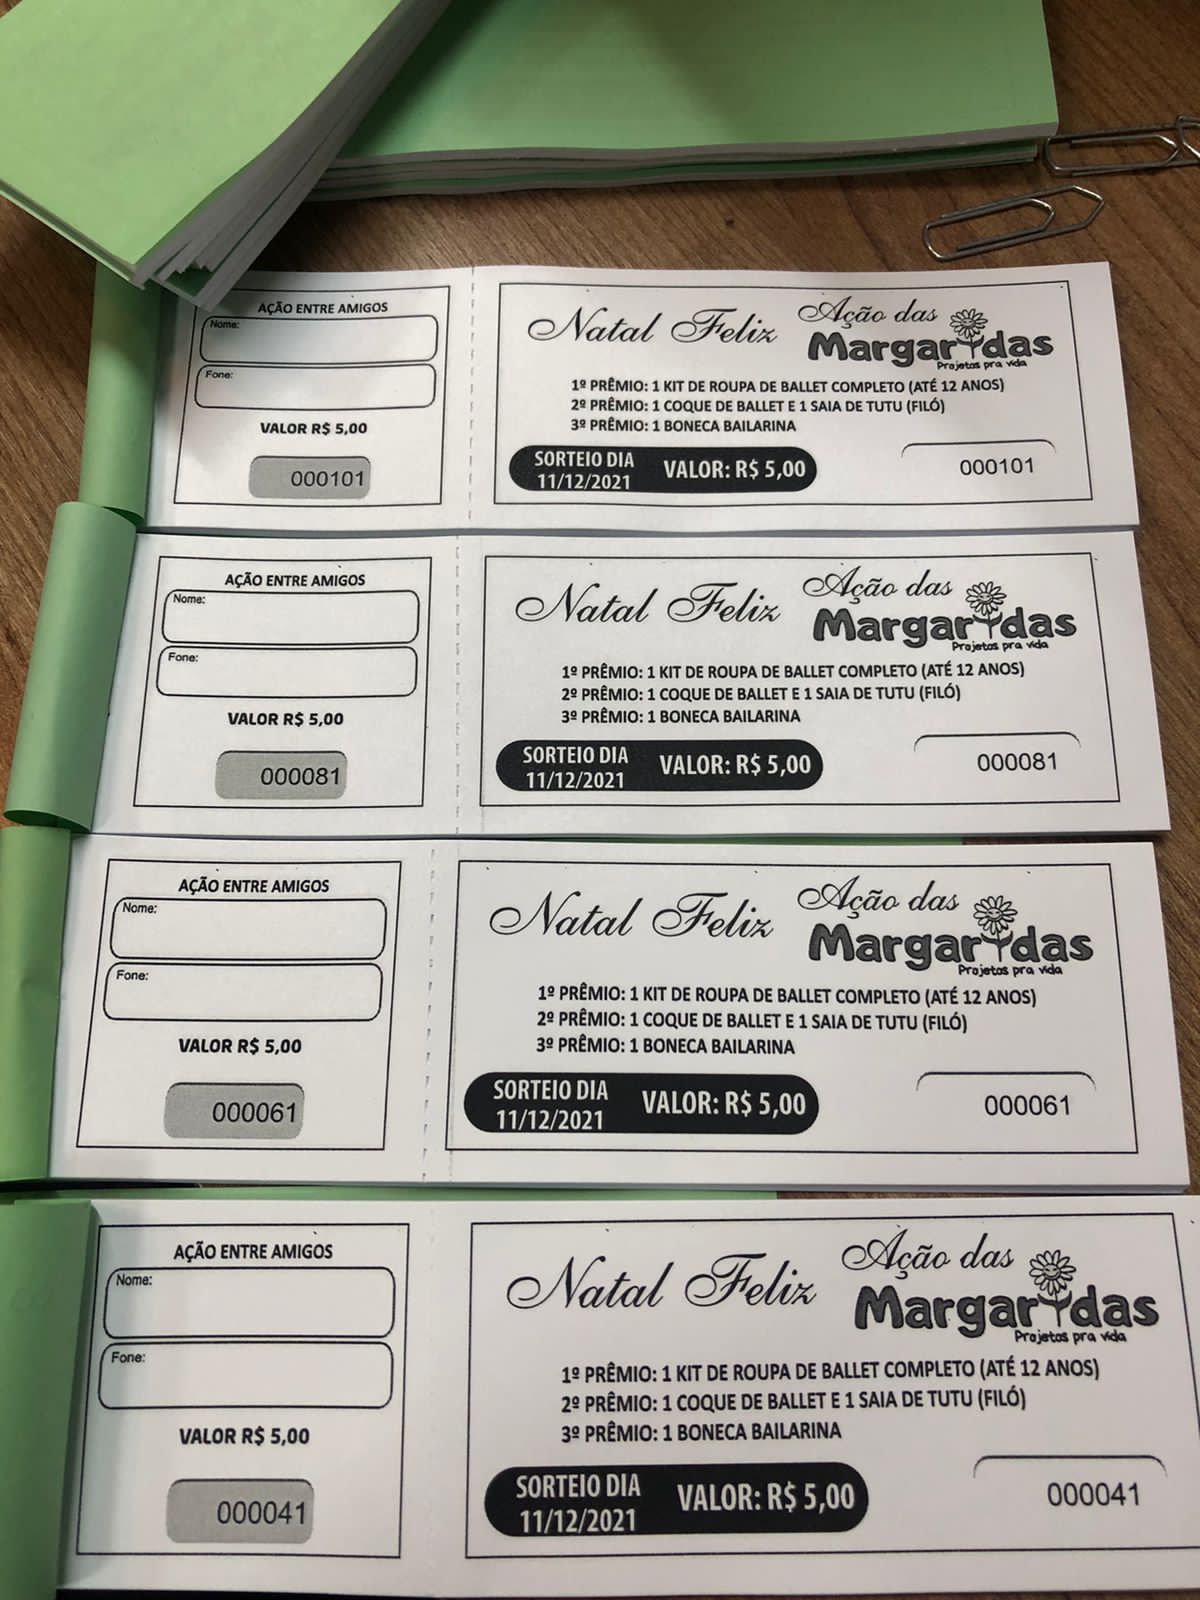 AÇÃO ENTRE AMIGOS
Nome:
Fone:
VALOR R$ 5,00
000101
Natal Feliz
Ação das
Margaridas
Projetos pra vida
1º PRÊMIO: 1 KIT DE ROUPA DE BALLET COMPLETO (ATÉ 12 ANOS)
2º PRÊMIO: 1 COQUE DE BALLET E 1 SAIA DE TUTU (FILÓ)
3º PRÊMIO: 1 BONECA BAILARINA
SORTEIO DIA
11/12/2021
VALOR: R$ 5,00
000101
AÇÃO ENTRE AMIGOS
Nome:
Fone:
VALOR R$ 5,00
000081
Natal Feliz
Ação das
Margaridas
Projetos pra vida
1º PRÊMIO: 1 KIT DE ROUPA DE BALLET COMPLETO (ATÉ 12 ANOS)
2º PRÊMIO: 1 COQUE DE BALLET E 1 SAIA DE TUTU (FILÓ)
3º PRÊMIO: 1 BONECA BAILARINA
SORTEIO DIA
11/12/2021
VALOR: R$ 5,00
000081
AÇÃO ENTRE AMIGOS
Nome:
Fone:
VALOR R$ 5,00
000061
Natal Feliz
Ação das
Margaridas
Projetos pra vida
1º PRÊMIO: 1 KIT DE ROUPA DE BALLET COMPLETO (ATÉ 12 ANOS)
2º PRÊMIO: 1 COQUE DE BALLET E 1 SAIA DE TUTU (FILÓ)
3º PRÊMIO: 1 BONECA BAILARINA
SORTEIO DIA
11/12/2021
VALOR: R$ 5,00
000061
AÇÃO ENTRE AMIGOS
Nome:
Fone:
VALOR R$ 5,00
000041
Natal Feliz
Ação das
Margaridas
Projetos pra vida
1º PRÊMIO: 1 KIT DE ROUPA DE BALLET COMPLETO (ATÉ 12 ANOS)
2º PRÊMIO: 1 COQUE DE BALLET E 1 SAIA DE TUTU (FILÓ)
3º PRÊMIO: 1 BONECA BAILARINA
SORTEIO DIA
11/12/2021
VALOR: R$ 5,00
000041